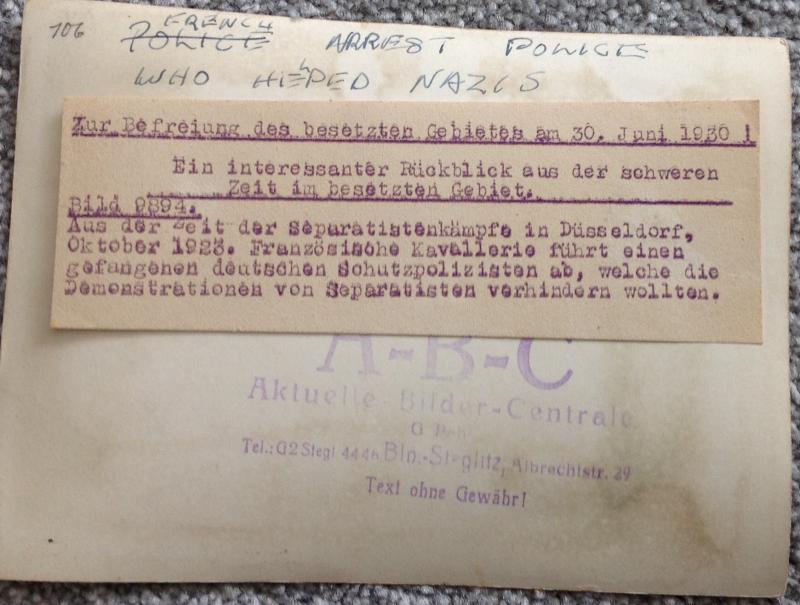 106
FRENCH
POLICE ARREST POLICE
WHO HELPED NAZIS
Zur Befreiung des besetzten Gebietes am 30. Juni 1930 !
Ein interessanter Rückblick aus der schweren
Zeit im besetzten Gebiet.
Bild 9894.
Aus der Zeit der Separatistenkämpfe in Düsseldorf,
Oktober 1923. Französische Kavallerie führt einen
gefangenen deutschen Schutzpolizisten ab, welche die
Demonstrationen von Separatisten verhindern wollten.
A-B-C
Aktuelle-Bilder-Centrale
G
Tel.: G2 Stegl 4446 Bln.-Steglitz, Albrechtstr. 29
Text ohne Gewähr!